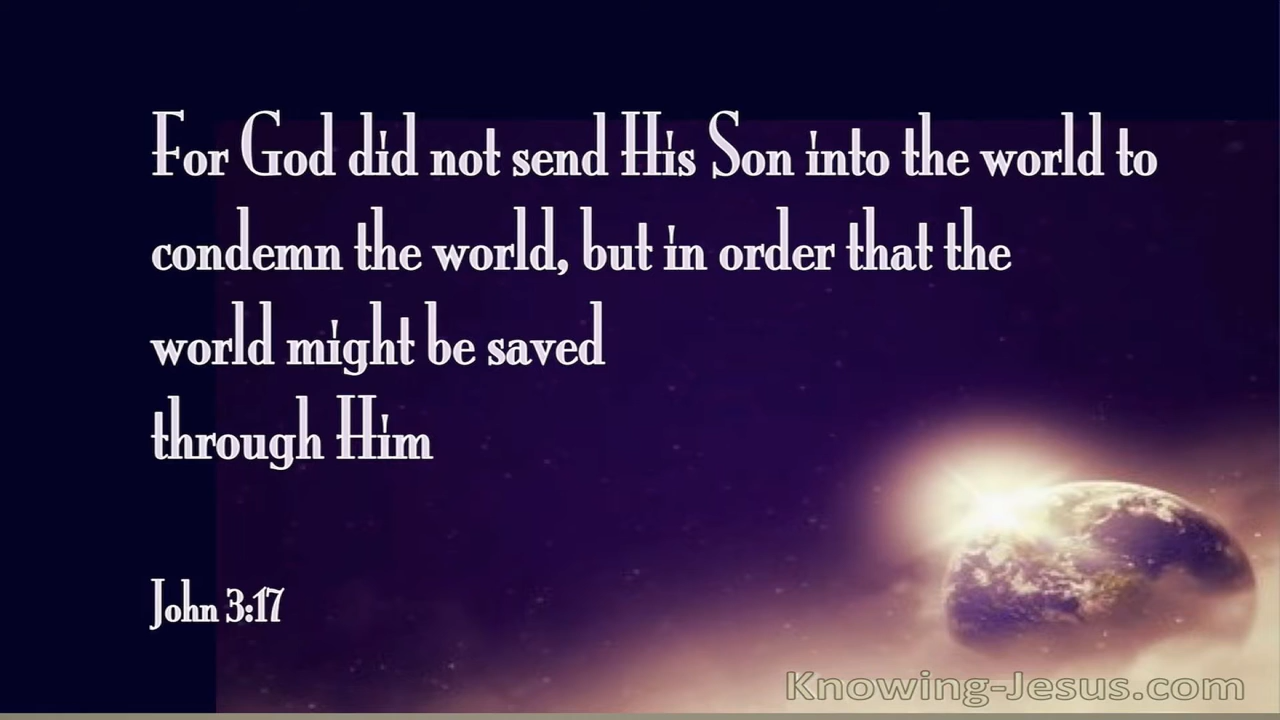 For God did not send His Son into the world to
condemn the world, but in order that the
world might be saved
through Him
John 3:17
Knowing-Jesus.com